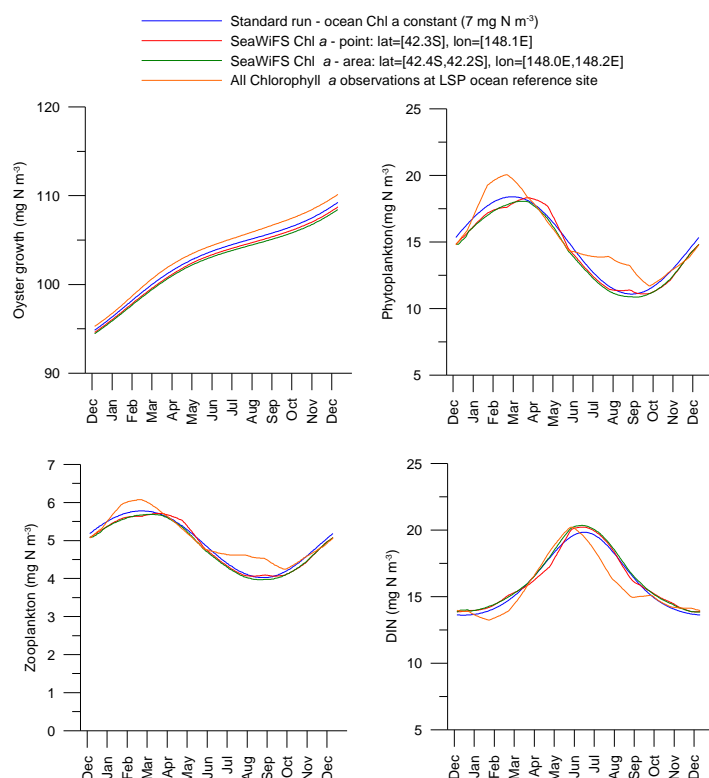 Standard run - ocean Chl a constant (7 mg N m-3)
SeaWiFS Chl a - point: lat=[42.3S], lon=[148.1E]
SeaWiFS Chl a - area: lat=[42.4S,42.2S], lon=[148.0E,148.2E]
All Chlorophyll a observations at LSP ocean reference site
Oyster growth (mg N m-3)
120
110
100
90
Dec Jan Feb Mar Apr May Jun Jul Aug Sep Oct Nov Dec
Phytoplankton(mg N m-3)
25
20
15
10
5
Dec Jan Feb Mar Apr May Jun Jul Aug Sep Oct Nov Dec
Zooplankton (mg N m-3)
7
6
5
4
3
2
1
0
Dec Jan Feb Mar Apr May Jun Jul Aug Sep Oct Nov Dec
DIN (mg N m-3)
25
20
15
10
5
Dec Jan Feb Mar Apr May Jun Jul Aug Sep Oct Nov Dec